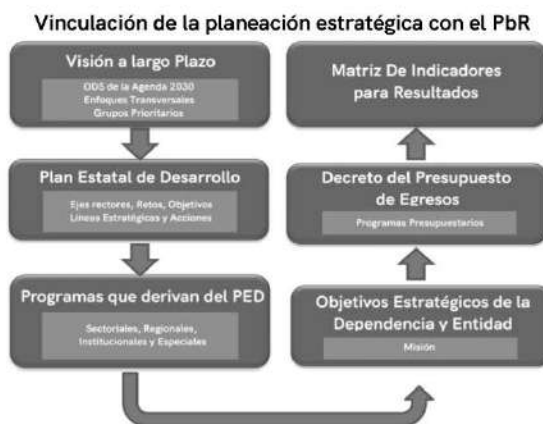 Vinculación de la planeación estratégica con el PbR
Visión a largo Plazo
ODS de la Agenda 2030
Enfoques Transversales
Grupos Prioritarios
Plan Estatal de Desarrollo
Ejes rectores, Retos, Objetivos
Líneas Estratégicas y Acciones
Programas que derivan del PED
Sectoriales, Regionales,
Institucionales y Especiales
Objetivos Estratégicos de la
Dependencia y Entidad
Misión
Decreto del Presupuesto
de Egresos
Programas Presupuestarios
Matriz De Indicadores
para Resultados